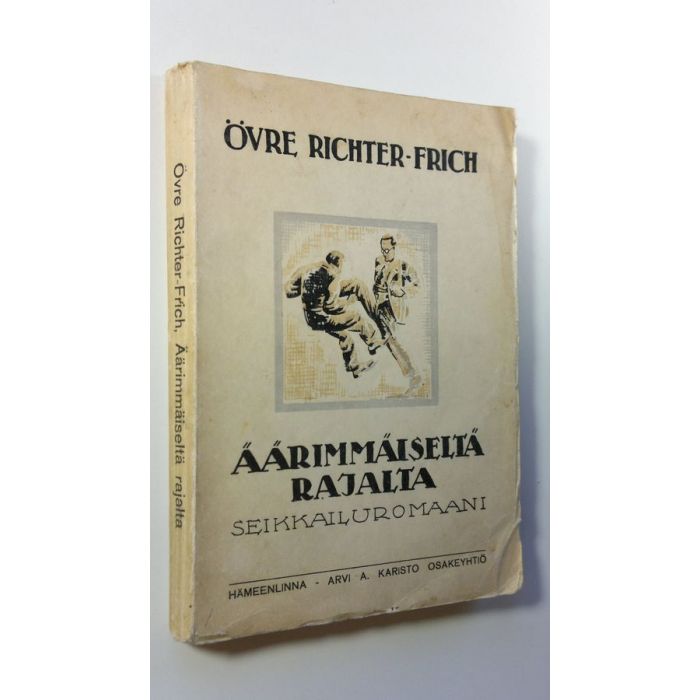 ÖVRE RICHTER-FRICH
ÄÄRIMMÄISELTÄ
RAJALTA
SEIKKAILUROMAANI
HÄMEENLINNA - ARVI A. KARISTO OSAKEYHTIÖ
Övre Richter-Frich, Äärimmäiseltä rajalta